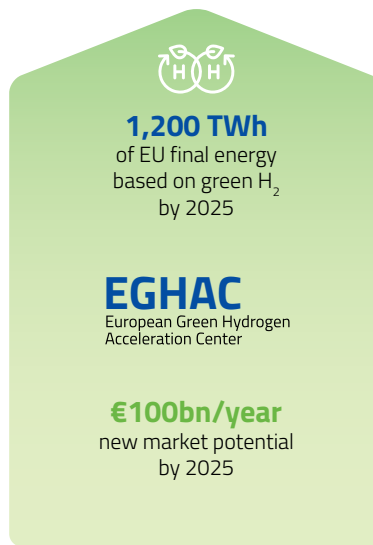 H H
1,200 TWh
of EU final energy
based on green H₂
by 2025
EGHAC
European Green Hydrogen
Acceleration Center
€100bn/year
new market potential
by 2025